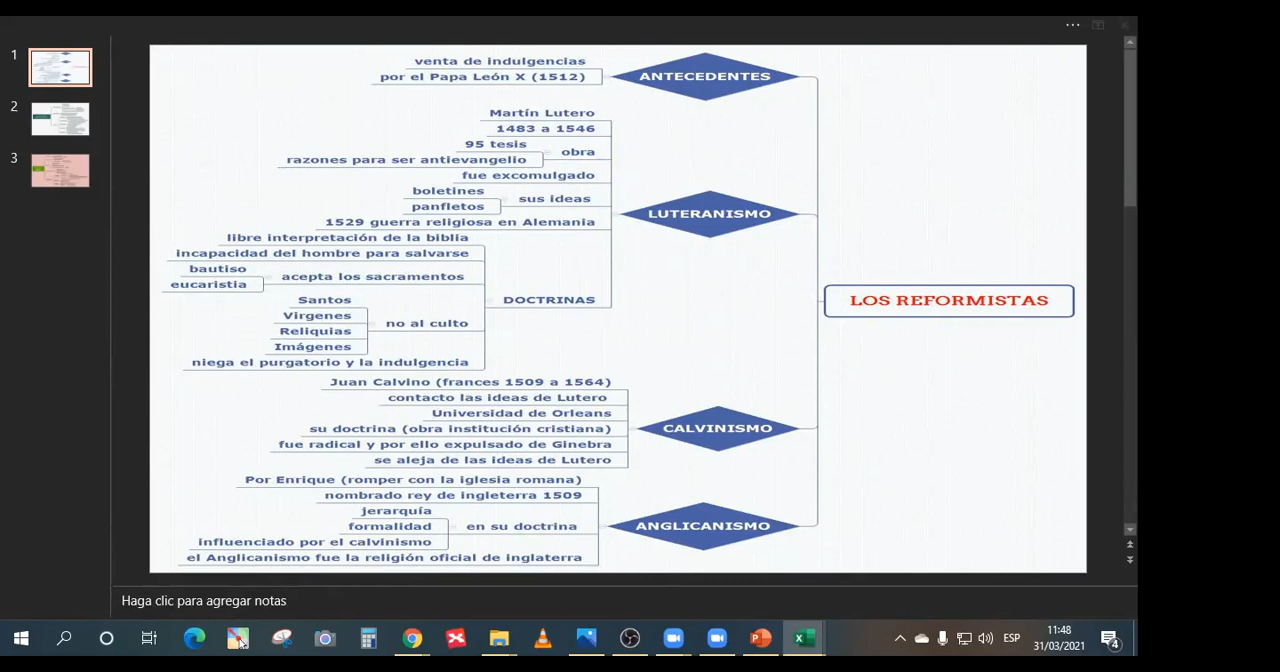 1
2
3
venta de indulgencias
por el Papa León X (1512)
ANTECEDENTES
Martín Lutero
1483 a 1546
95 tesis
razones para ser antievangelio
obra
fue excomulgado
boletines
panfletos
sus ideas
1529 guerra religiosa en Alemania
LUTERANISMO
libre interpretación de la biblia
incapacidad del hombre para salvarse
bautiso
eucaristia
acepta los sacramentos
DOCTRINAS
Santos
Virgenes
Reliquias
Imágenes
no al culto
niega el purgatorio y la indulgencia
LOS REFORMISTAS
Juan Calvino (frances 1509 a 1564)
contacto las ideas de Lutero
Universidad de Orleans
su doctrina (obra institución cristiana)
fue radical y por ello expulsado de Ginebra
se aleja de las ideas de Lutero
CALVINISMO
Por Enrique (romper con la iglesia romana)
nombrado rey de ingleterra 1509
jerarquía
formalidad
influenciado por el calvinismo
en su doctrina
el Anglicanismo fue la religión oficial de inglaterra
ANGLICANISMO
Haga clic para agregar notas
ESP
11:48
31/03/2021
4